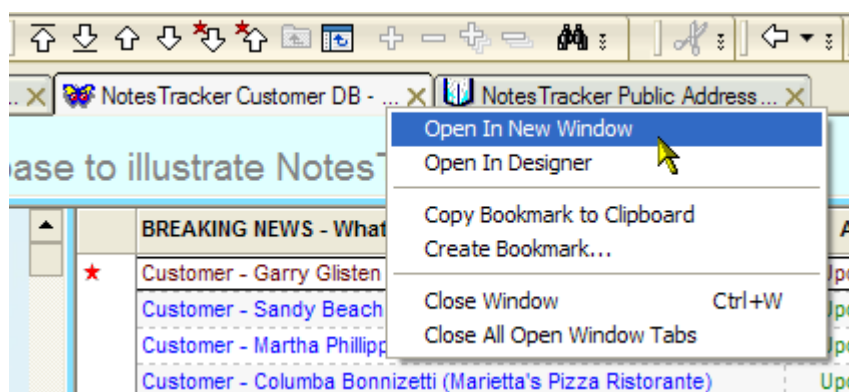 NotesTracker Customer DB - ...
NotesTracker Public Address ...
ase to illustrate Notes
Open In New Window
Open In Designer
Copy Bookmark to Clipboard
Create Bookmark...
Close Window Ctrl+W
Close All Open Window Tabs
BREAKING NEWS - What
Customer - Garry Glisten
Customer - Sandy Beach
Customer - Martha Phillipp
Customer - Columba Bonnizetti (Marietta's Pizza Ristorante)